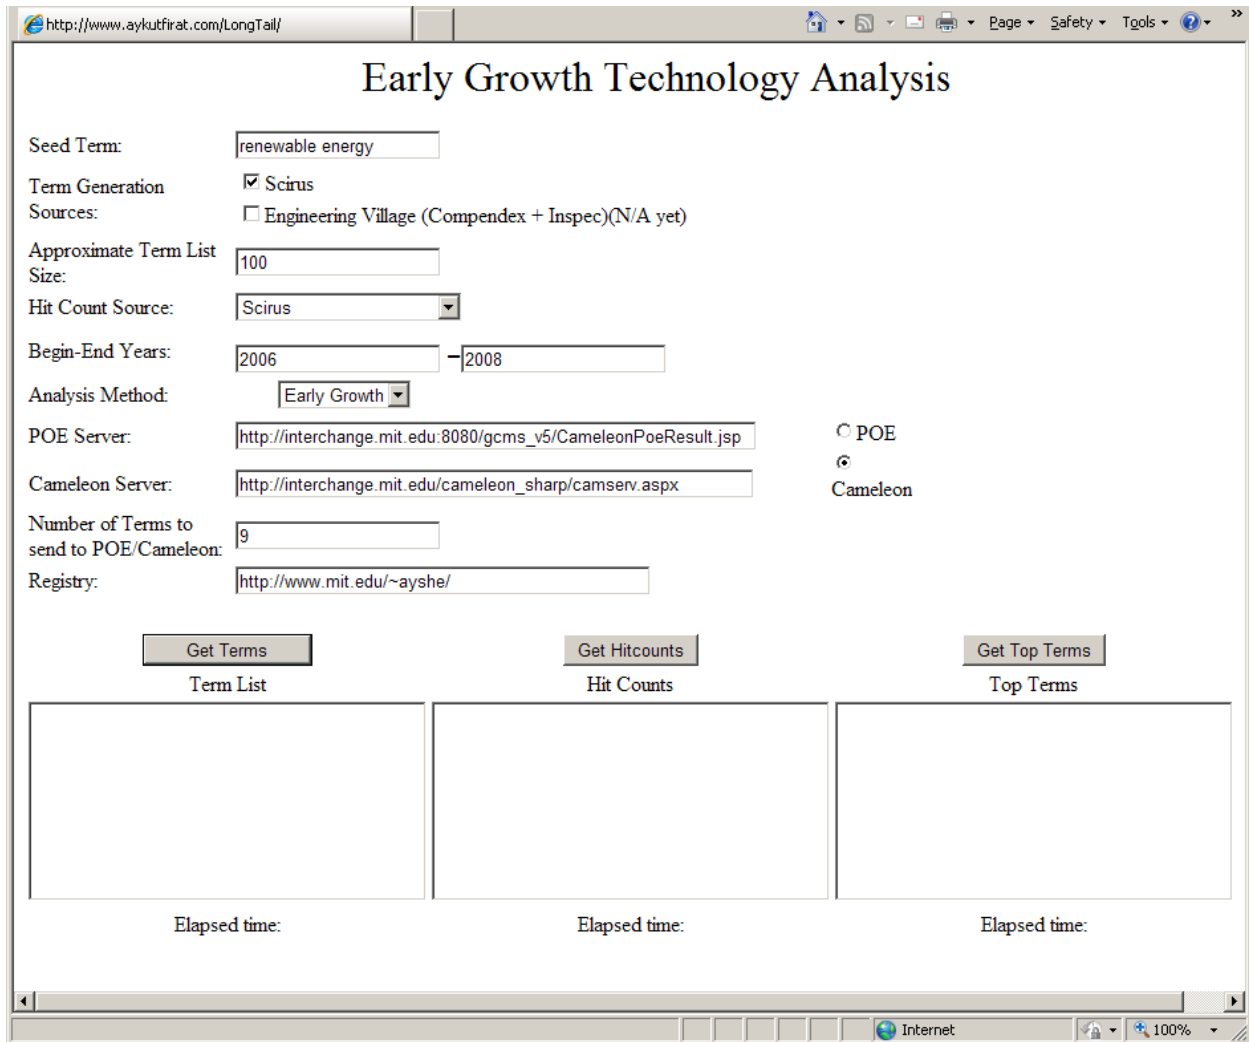 http://www.aykutfirat.com/LongTail/
Page Safety Tools »
Early Growth Technology Analysis
Seed Term: renewable energy
Term Generation
Sources:
Scirus
Engineering Village (Compendex + Inspec)(N/A yet)
Approximate Term List
Size:
100
Hit Count Source: Scirus
Begin-End Years: 2006 – 2008
Analysis Method: Early Growth
POE Server: http://interchange.mit.edu:8080/gcms_v5/CameleonPoeResult.jsp POE
Cameleon Server: http://interchange.mit.edu/cameleon_sharp/camserv.aspx Cameleon
Number of Terms to
send to POE/Cameleon:
9
Registry: http://www.mit.edu/~ayshe/
Get Terms Get Hitcounts Get Top Terms
Term List Hit Counts Top Terms
Elapsed time: Elapsed time: Elapsed time:
Internet 100%